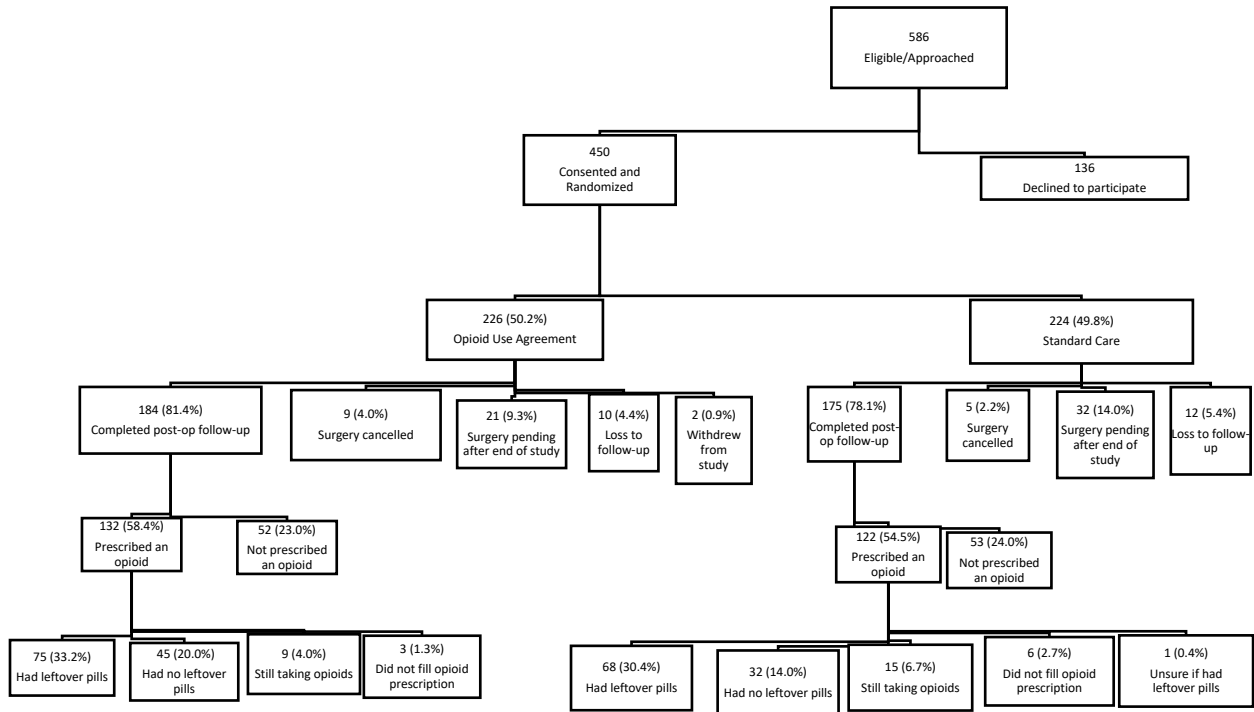 586
Eligible/Approached
450
Consented and
Randomized
136
Declined to participate
226 (50.2%)
Opioid Use Agreement
224 (49.8%)
Standard Care
184 (81.4%)
Completed post-op follow-up
9 (4.0%)
Surgery cancelled
21 (9.3%)
Surgery pending
after end of study
10 (4.4%)
Loss to
follow-up
2 (0.9%)
Withdrew
from
study
175 (78.1%)
Completed post-
op follow-up
5 (2.2%)
Surgery
cancelled
32 (14.0%)
Surgery pending
after end of
study
12 (5.4%)
Loss to follow-
up
132 (58.4%)
Prescribed an
opioid
52 (23.0%)
Not prescribed
an opioid
122 (54.5%)
Prescribed an
opioid
53 (24.0%)
Not prescribed
an opioid
75 (33.2%)
Had leftover pills
45 (20.0%)
Had no leftover
pills
9 (4.0%)
Still taking opioids
3 (1.3%)
Did not fill opioid
prescription
68 (30.4%)
Had leftover pills
32 (14.0%)
Had no leftover pills
15 (6.7%)
Still taking opioids
6 (2.7%)
Did not fill opioid
prescription
1 (0.4%)
Unsure if had
leftover pills